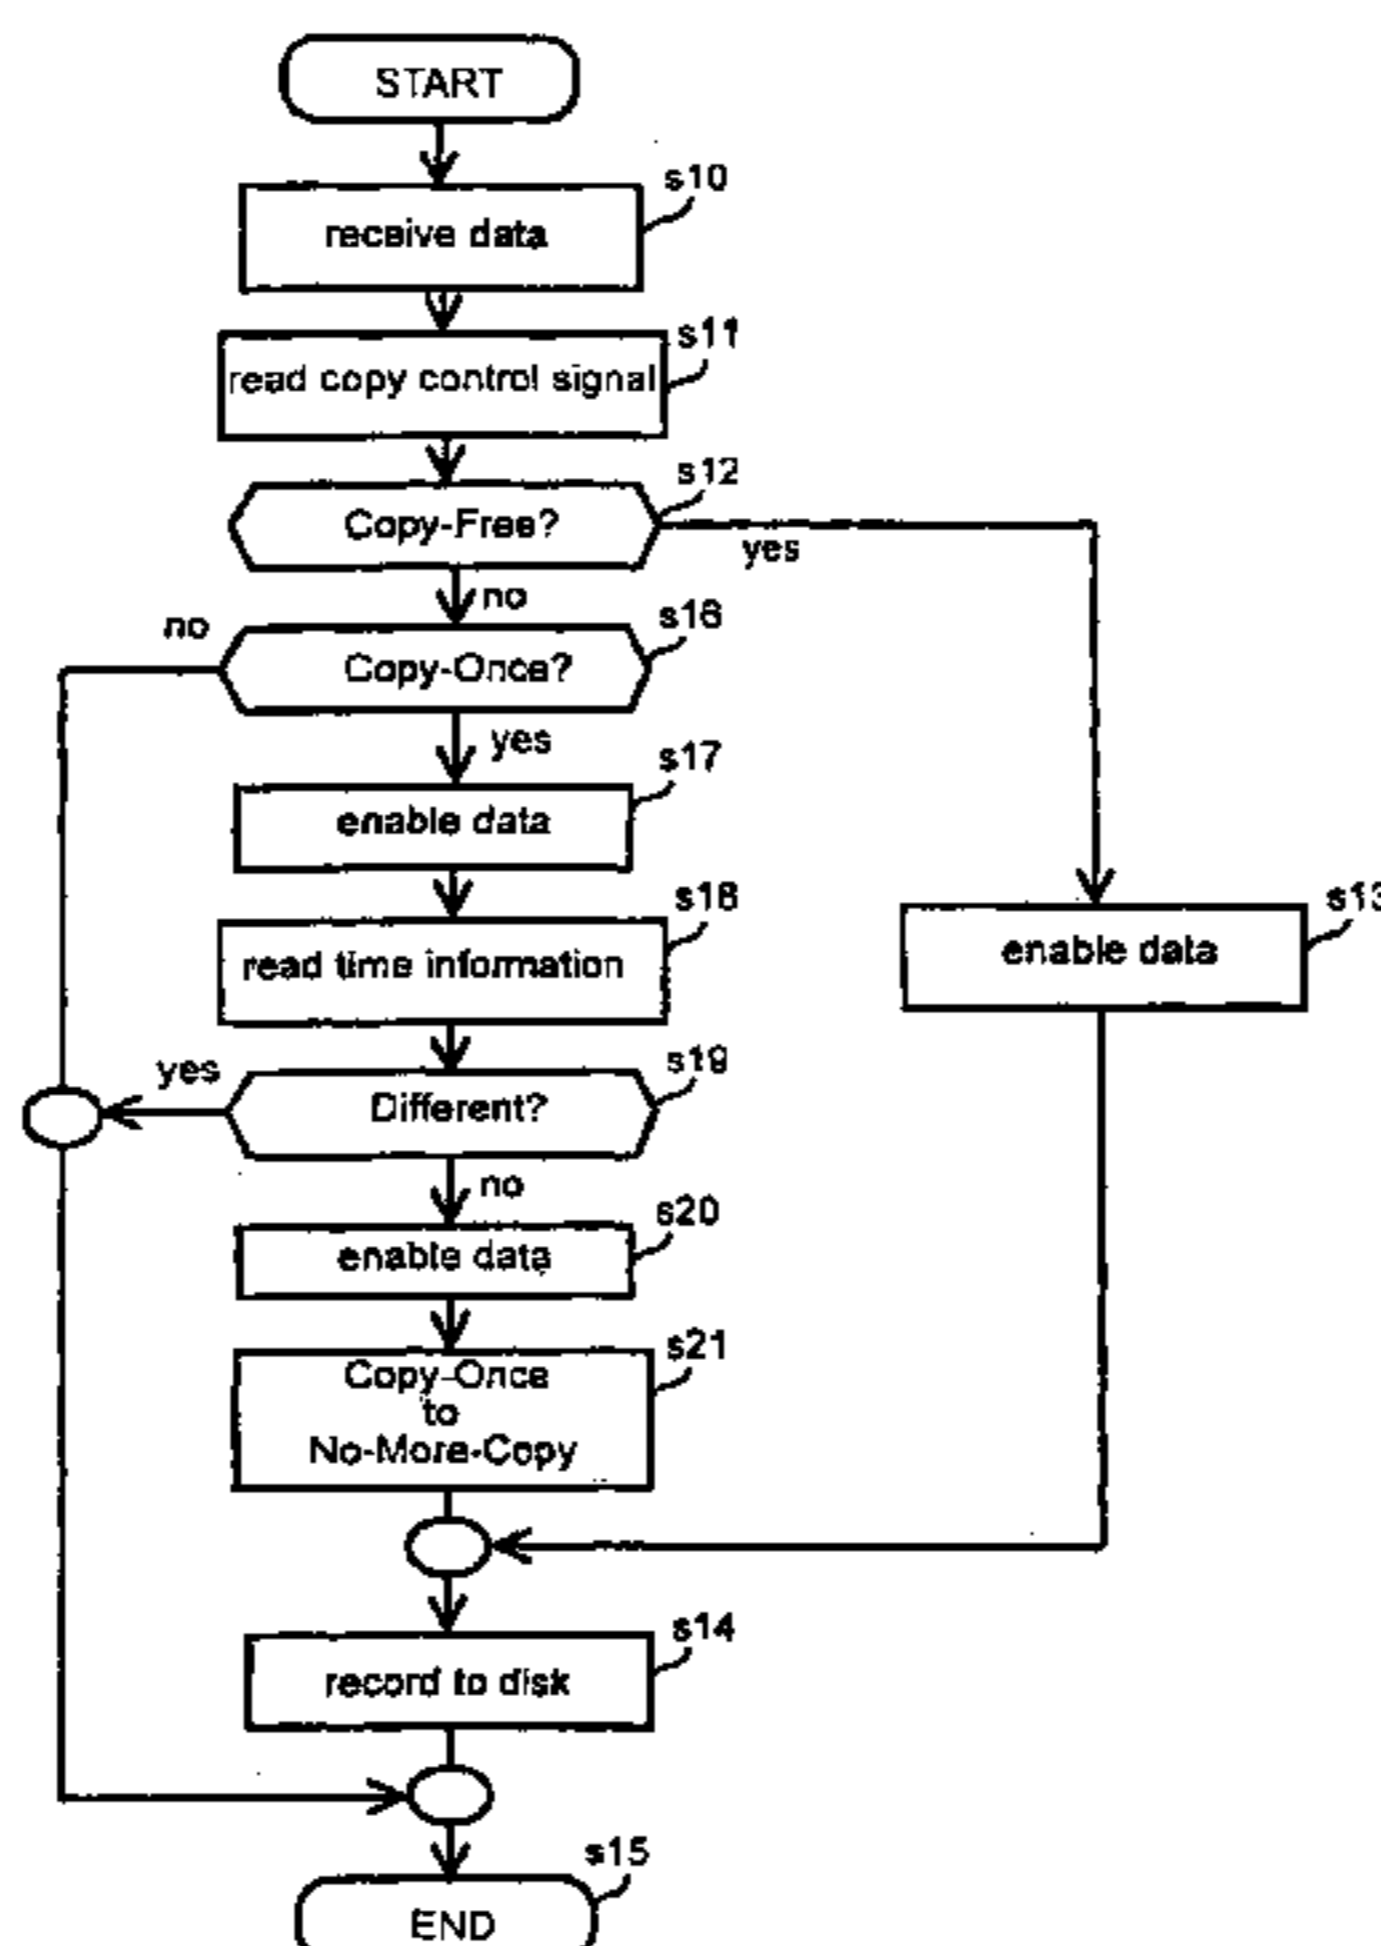 START
s10
receive data
s11
read copy control signal
s12
Copy-Free?
yes
no
no
s16
Copy-Once?
yes
s17
enable data
s18
read time information
s13
enable data
yes
s19
Different?
no
s20
enable data
s21
Copy-Once
to
No-More-Copy
s14
record to disk
s15
END